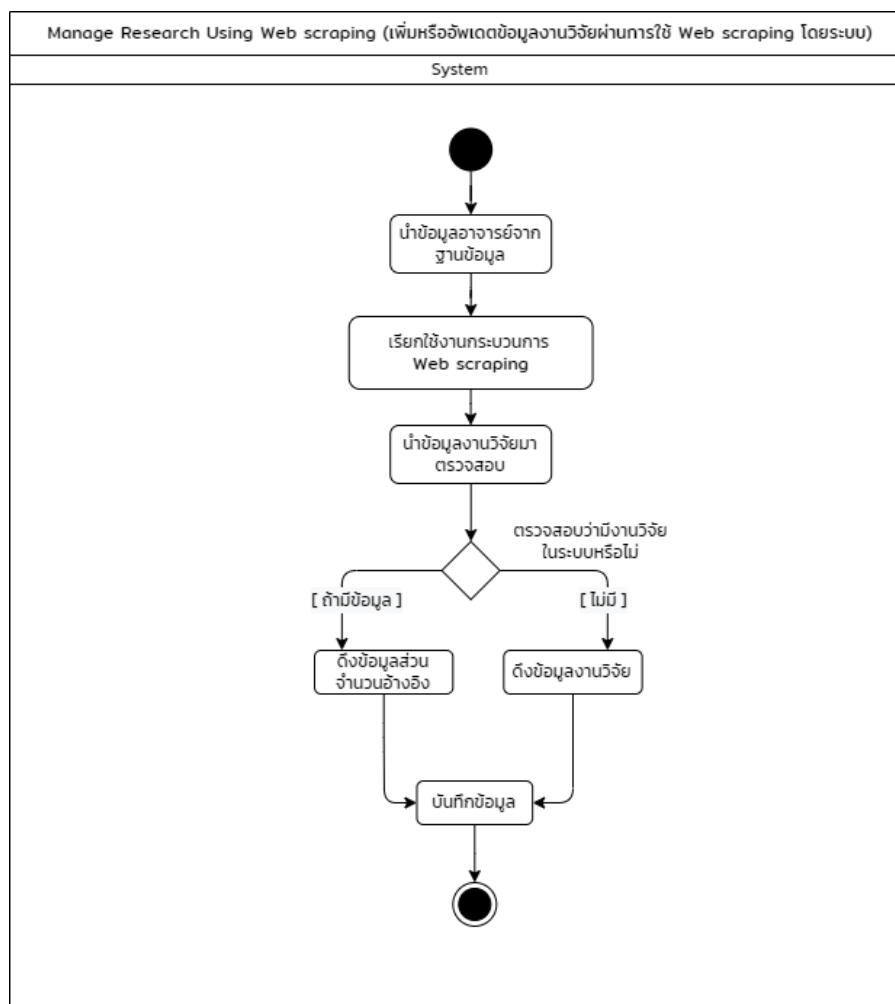 Manage Research Using Web scraping (เพิ่มหรืออัพเดตข้อมูลงานวิจัยผ่านการใช้ Web scraping โดยระบบ)
System
นำข้อมูลอาจารย์จาก
ฐานข้อมูล
เรียกใช้งานกระบวนการ
Web scraping
นำข้อมูลงานวิจัยมา
ตรวจสอบ
ตรวจสอบว่ามีงานวิจัย
ในระบบหรือไม่
[ ถ้ามีข้อมูล ]
[ ไม่มี ]
ดึงข้อมูลส่วน
จำนวนอ้างอิง
ดึงข้อมูลงานวิจัย
บันทึกข้อมูล